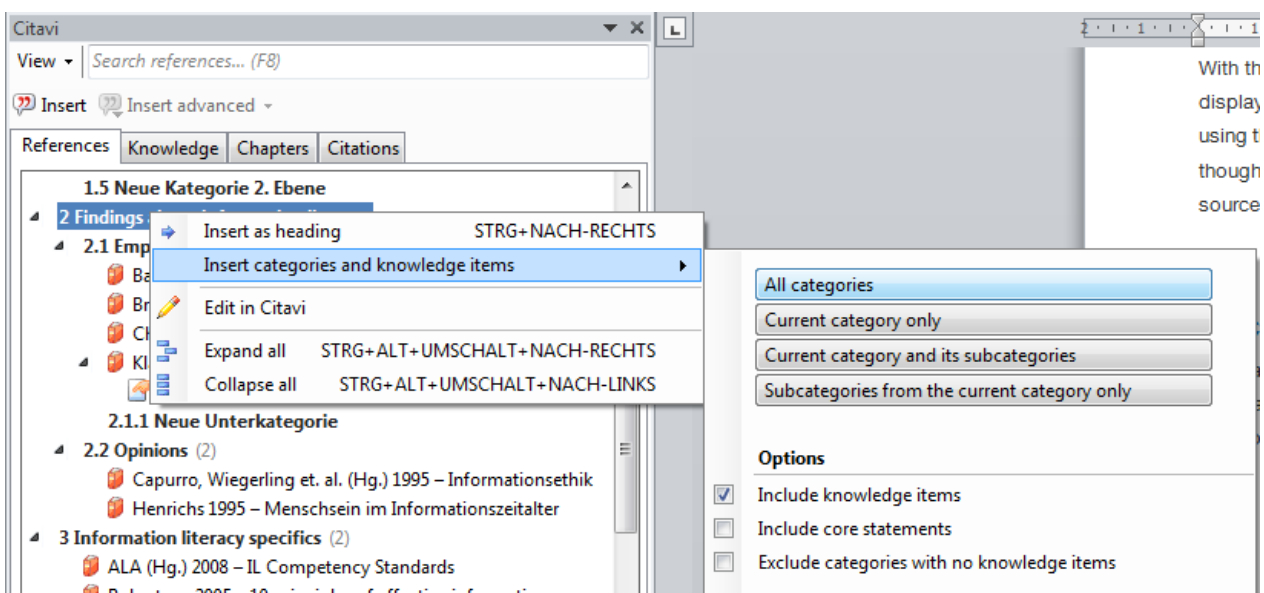 Citavi
View
Search references... (F8)
Insert Insert advanced
References Knowledge Chapters Citations
1.5 Neue Kategorie 2. Ebene
2 Findings
Insert as heading STRG+NACH-RECHTS
2.1
Insert categories and knowledge items
Edit in Citavi
Expand all STRG+ALT+UMSCHALT+NACH-RECHTS
Collapse all STRG+ALT+UMSCHALT+NACH-LINKS
2.1.1 Neue Unterkategorie
2.2 Opinions (2)
Capurro, Wiegerling et. al. (Hg.) 1995 – Informationsethik
Henrichs 1995 – Menschsein im Informationszeitalter
3 Information literacy specifics (2)
ALA (Hg.) 2008 – IL Competency Standards
All categories
Current category only
Current category and its subcategories
Subcategories from the current category only
Options
Include knowledge items
Include core statements
Exclude categories with no knowledge items
2 1 1
With
display
using
though
source